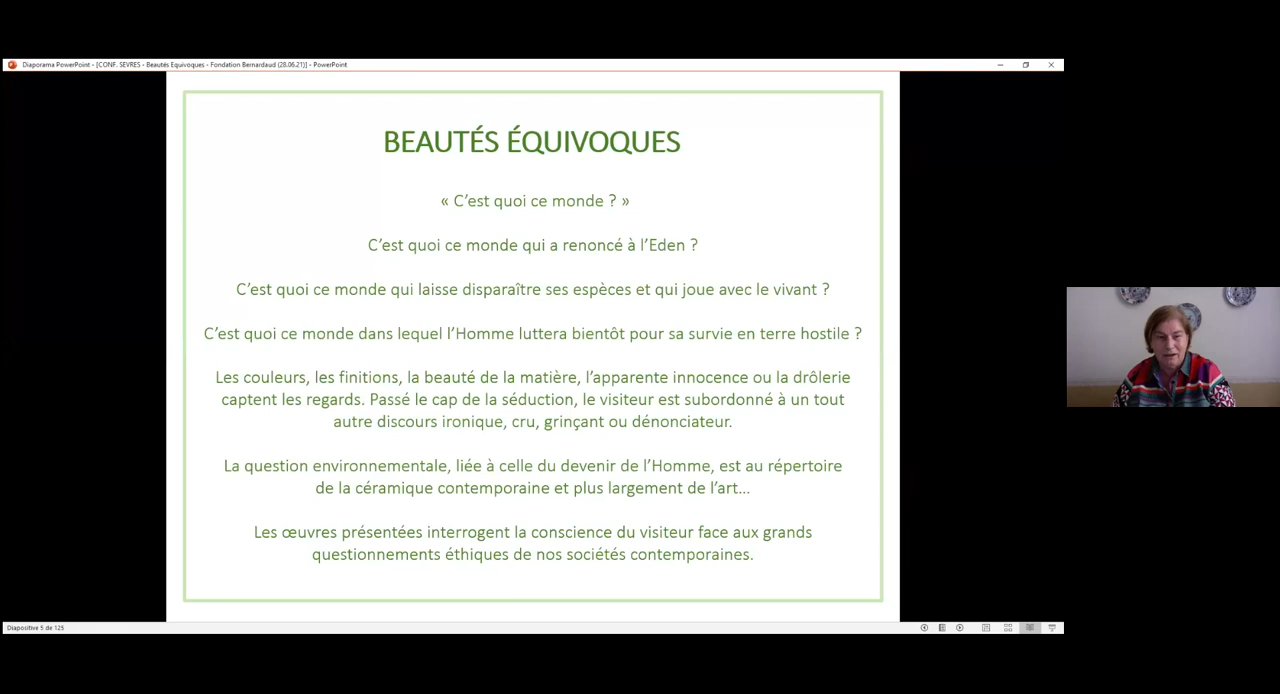 Diaporama PowerPoint - [CONF. SEVRES - Beautés Equivoques - Fondation Bernardaud (28.06.21)] - PowerPoint
BEAUTÉS ÉQUIVOQUES
« C’est quoi ce monde ? »
C’est quoi ce monde qui a renoncé à l’Eden ?
C’est quoi ce monde qui laisse disparaître ses espèces et qui joue avec le vivant ?
C’est quoi ce monde dans lequel l’Homme luttera bientôt pour sa survie en terre hostile ?
Les couleurs, les finitions, la beauté de la matière, l’apparente innocence ou la drôlerie
captent les regards. Passé le cap de la séduction, le visiteur est subordonné à un tout
autre discours ironique, cru, grinçant ou dénonciateur.
La question environnementale, liée à celle du devenir de l’Homme, est au répertoire
de la céramique contemporaine et plus largement de l’art...
Les œuvres présentées interrogent la conscience du visiteur face aux grands
questionnements éthiques de nos sociétés contemporaines.
Diapositive 5 de 125